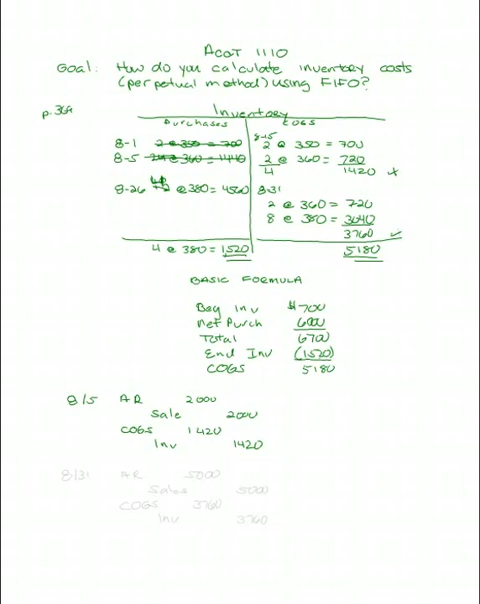 ACCT 1110
Goal: How do you calculate inventory costs
(perpetual method) using FIFO?
p. 364
Inventory
Purchases COGS
8-15
8-1 2 @ 350 = 700 2 @ 350 = 700
8-5 @ 360 = 1440 2 @ 360 = 720
4 1420 x
8-26 @ 380 = 4560 8-31
2 @ 360 = 720
8 @ 380 = 3040
3760 ✓
4 @ 380 = 1520 5180
BASIC FORMULA
Beg Inv $700
Net Purch 6000
Total 6700
End Inv (1520)
COGS 5180
8/5 AR 2000
Sale 2000
COGS 1420
Inv 1420
8/31 AR 5000
Sales 5000
COGS 3760
Inv 3760